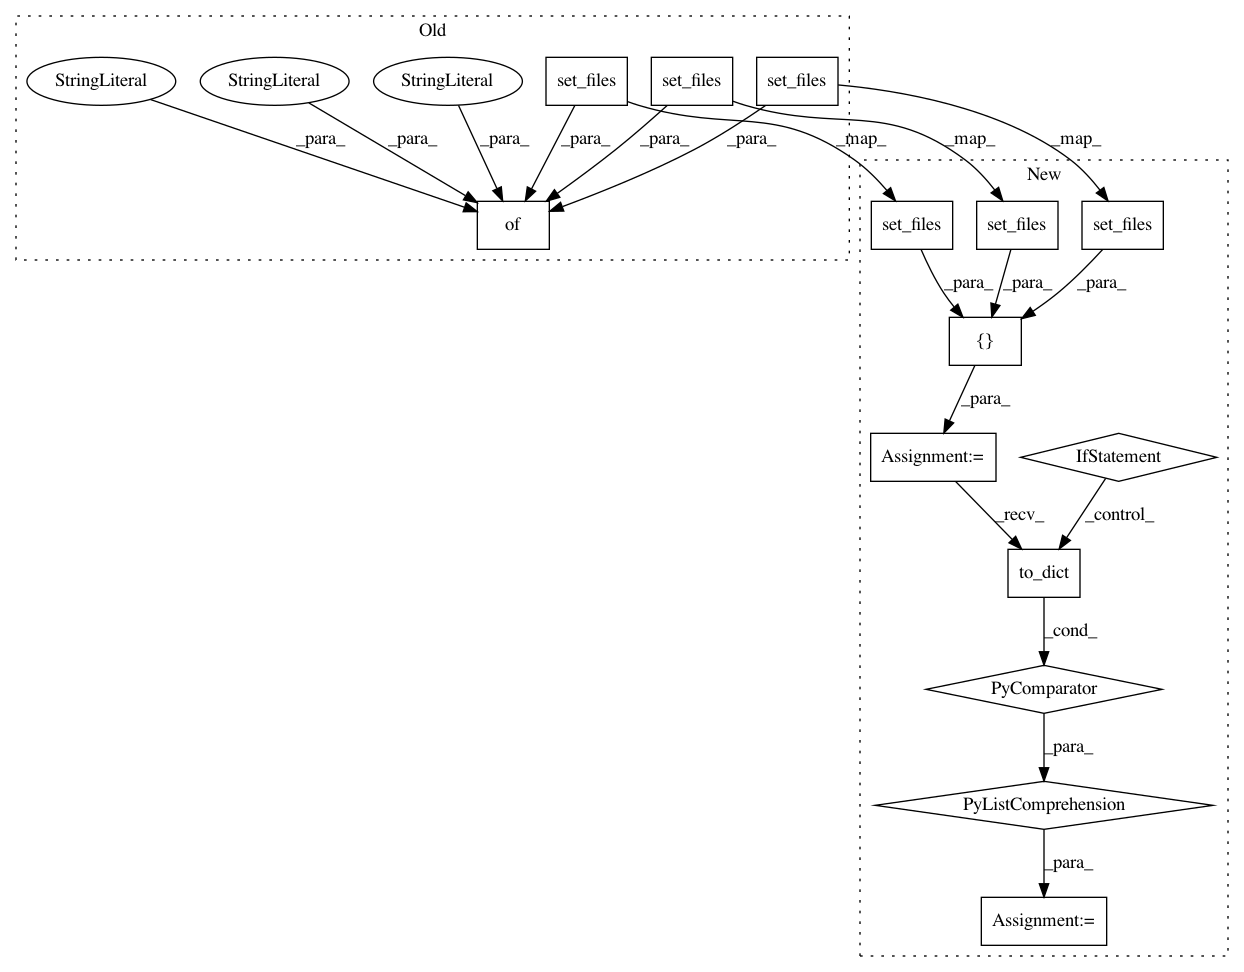 Old
StringLiteral StringLiteral StringLiteral set_files set_files set_files
_para_ _para_ _para_ _para_ _para_ _para_ _map_ _map_ _map_
New
of set_files set_files set_files
_para_ _para_ _para_
{}
_para_
Assignment:= IfStatement
_recv_ _control_
to_dict
_cond_
PyComparator
_para_
PyListComprehension
_para_
Assignment:=